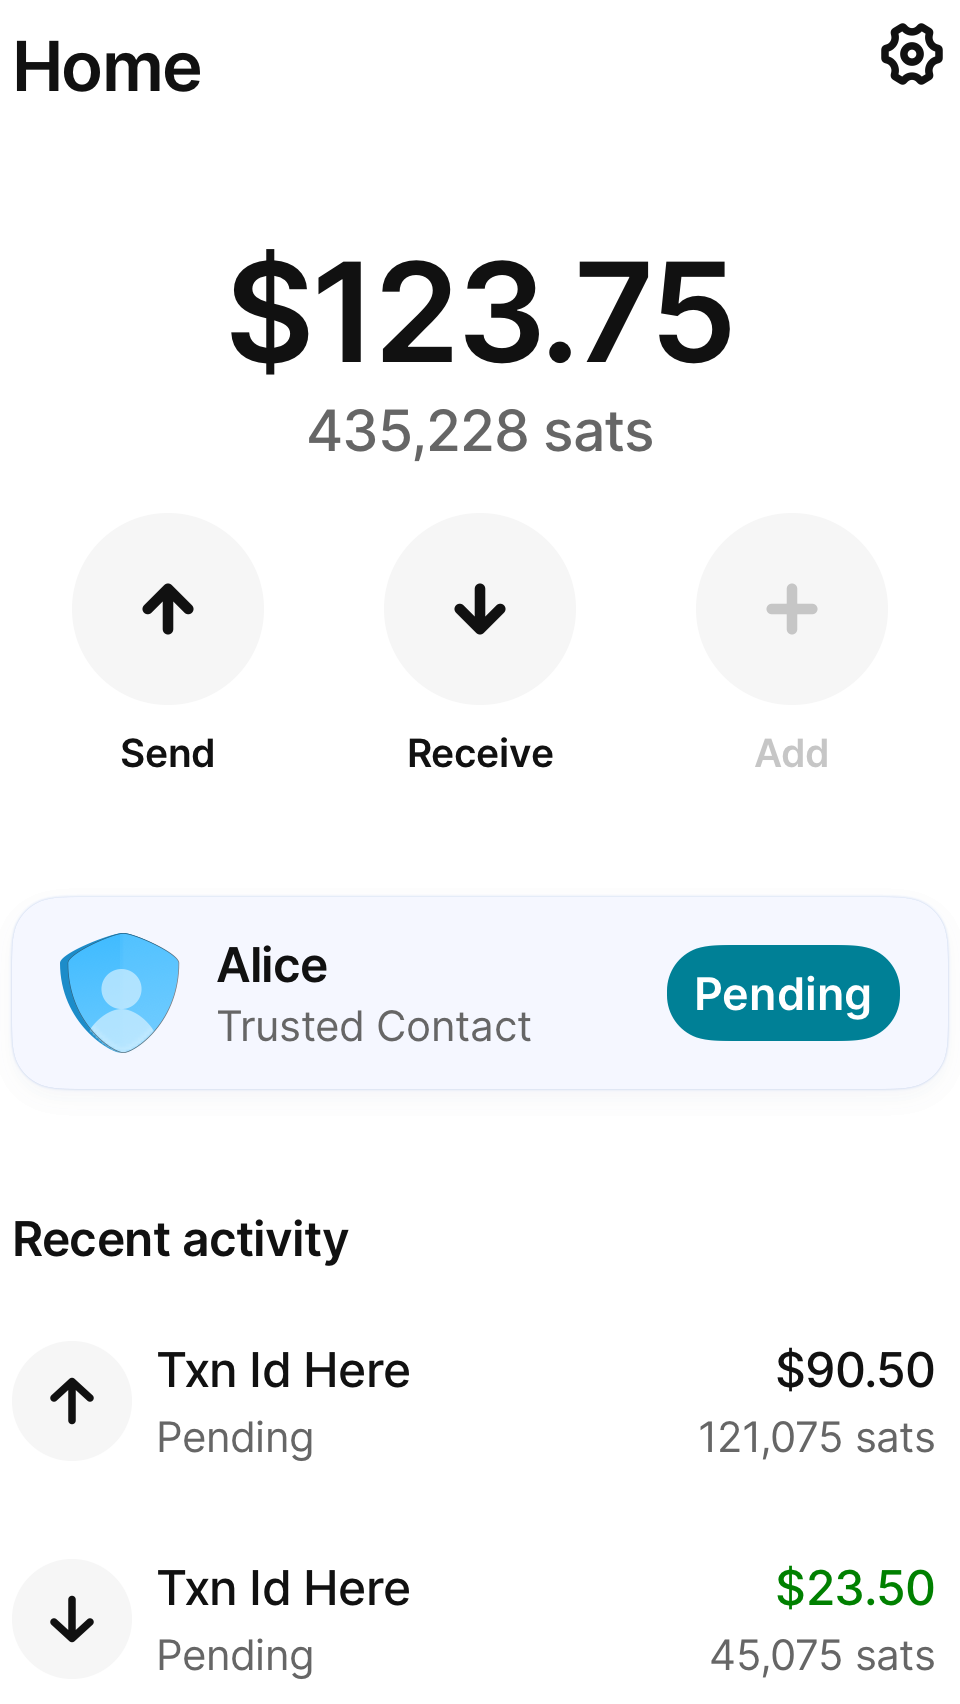 Home
$123.75
435,228 sats
Send
Receive
Add
Alice
Trusted Contact
Pending
Recent activity
Txn Id Here
$90.50
Pending
121,075 sats
Txn Id Here
$23.50
Pending
45,075 sats